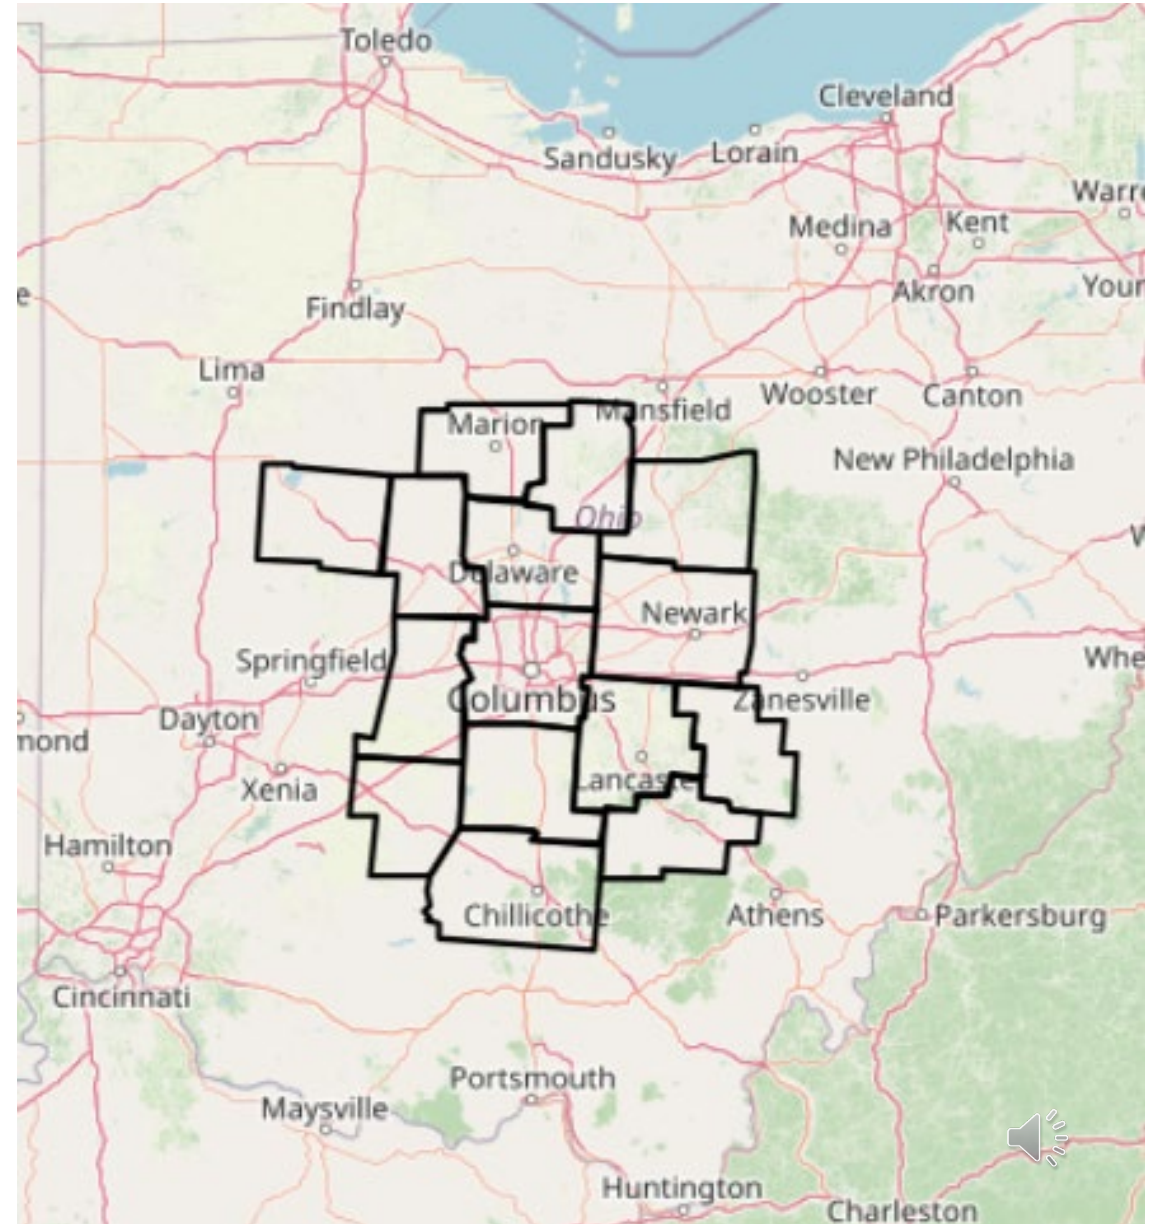 Toledo
Cleveland
Sandusky
Lorain
Warr
Medina
Kent
Akron
Your
e
Findlay
Lima
Wooster
Canton
Mansfield
Marion
New Philadelphia
Ohio
W
Delaware
Newark
Springfield
Whe
Columbus
Zanesville
Dayton
mond
Lancaste
Xenia
Hamilton
Chillicothe
Athens
Parkersburg
Cincinnati
Portsmouth
Maysville
Huntington
Charleston